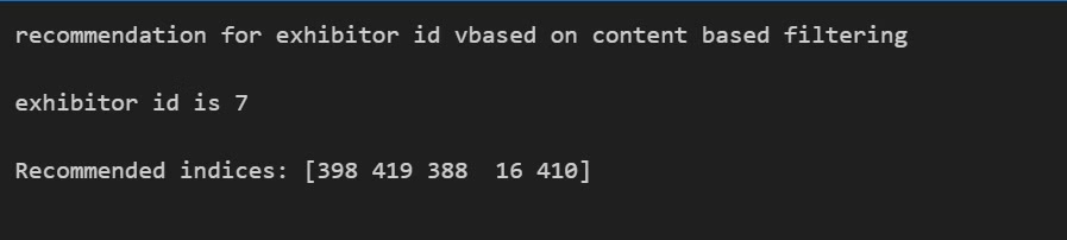 recommendation for exhibitor id vbased on content based filtering
exhibitor id is 7
Recommended indices: [398 419 388  16 410]